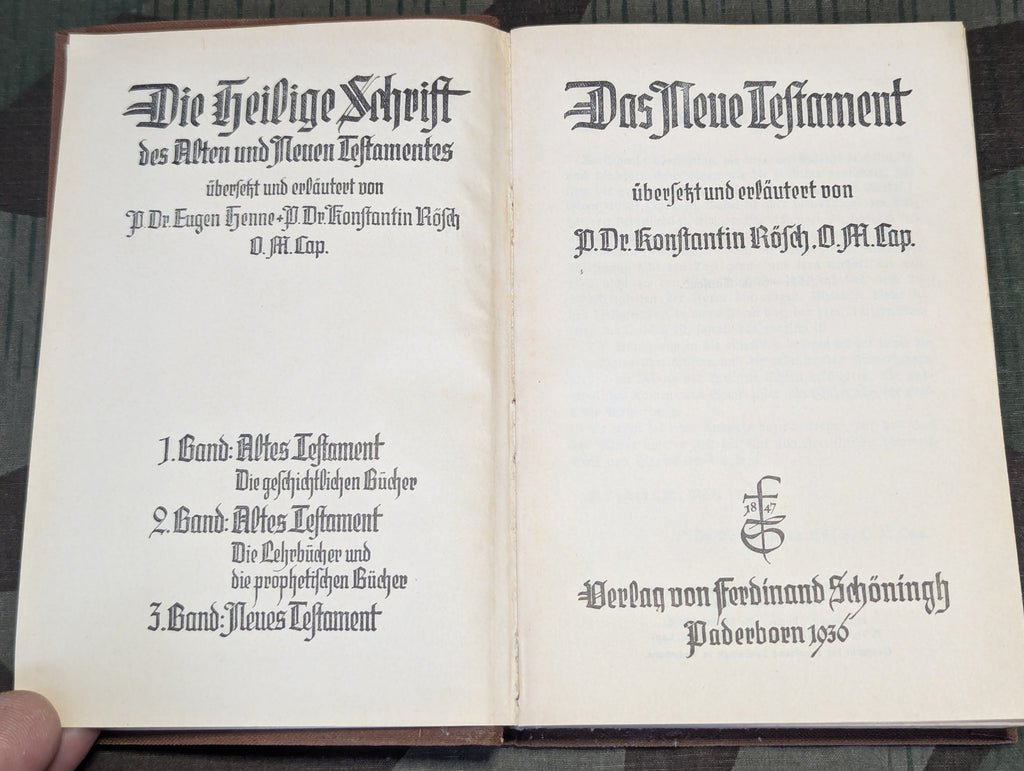 Die Heilige Schrift
des Alten und Neuen Testamentes
übersetzt und erläutert von
P. Dr. Eugen Henne + P. Dr. Konstantin Rösch
O. M. Cap.
1. Band: Altes Testament
Die geschichtlichen Bücher
2. Band: Altes Testament
Die Lehrbücher und
die prophetischen Bücher
3. Band: Neues Testament
Das Neue Testament
übersetzt und erläutert von
P. Dr. Konstantin Rösch, O. M. Cap.
1847
FS
Verlag von Ferdinand Schöningh
Paderborn 1936